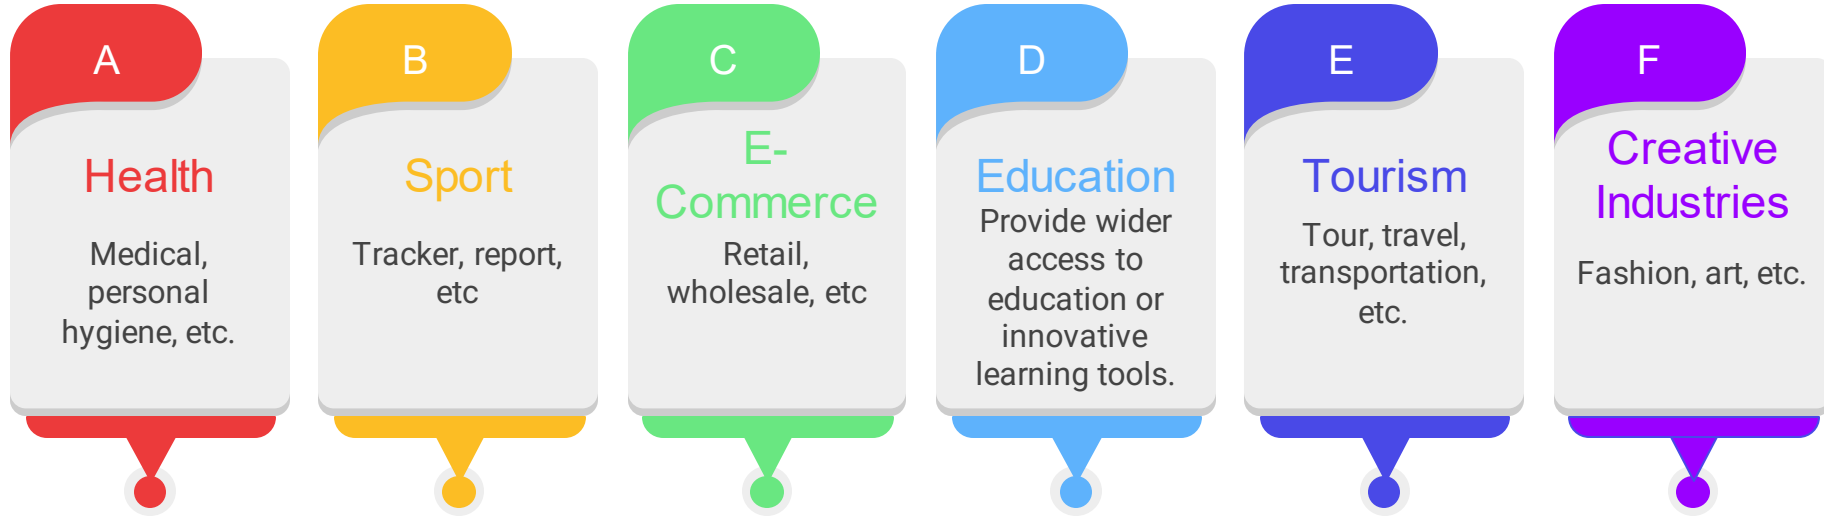 A
Health
Medical,
personal
hygiene, etc.
B
Sport
Tracker, report,
etc
C
E-
Commerce
Retail,
wholesale, etc
D
Education
Provide wider
access to
education or
innovative
learning tools.
E
Tourism
Tour, travel,
transportation,
etc.
F
Creative
Industries
Fashion, art, etc.